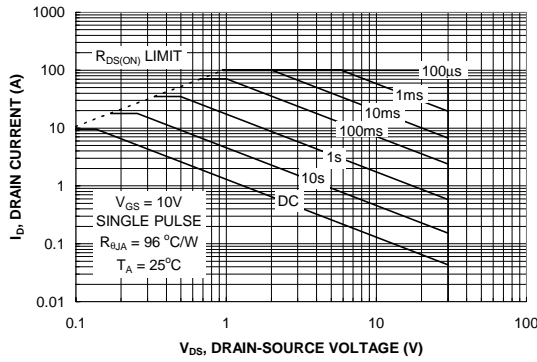 1000
100
10
1
0.1
0.01
I_D, DRAIN CURRENT (A)
R_DS(ON) LIMIT
100µs
1ms
10ms
100ms
1s
10s
DC
V_GS = 10V
SINGLE PULSE
R_θJA = 96 °C/W
T_A = 25°C
0.1
1
10
100
V_DS, DRAIN-SOURCE VOLTAGE (V)